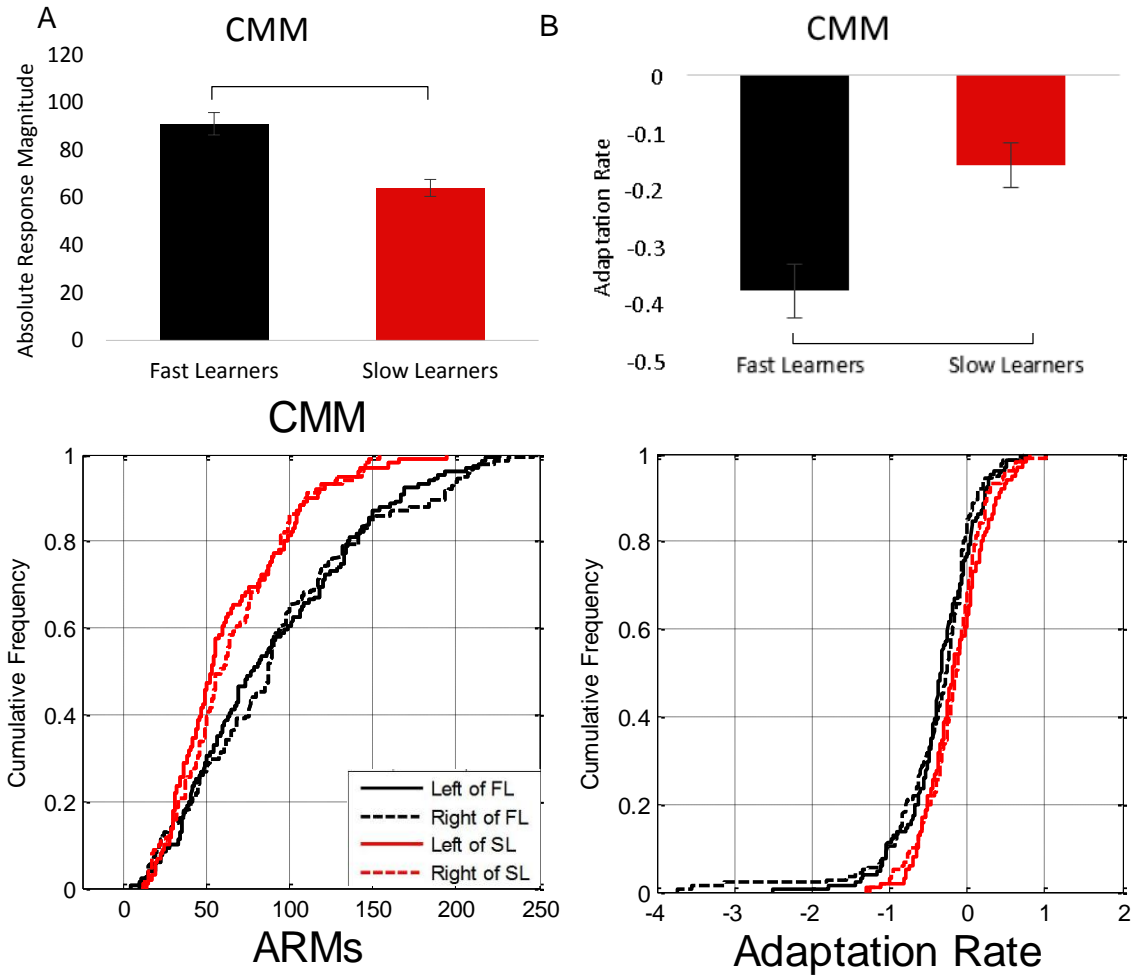 A
CMM
Absolute Response Magnitude
120
100
80
60
40
20
0
Fast Learners
Slow Learners
B
CMM
Adaptation Rate
0
-0.1
-0.2
-0.3
-0.4
-0.5
Fast Learners
Slow Learners
CMM
Cumulative Frequency
1
0.8
0.6
0.4
0.2
0
Left of FL
Right of FL
Left of SL
Right of SL
0
50
100
150
200
250
ARMs
Cumulative Frequency
1
0.8
0.6
0.4
0.2
0
-4
-3
-2
-1
0
1
2
Adaptation Rate